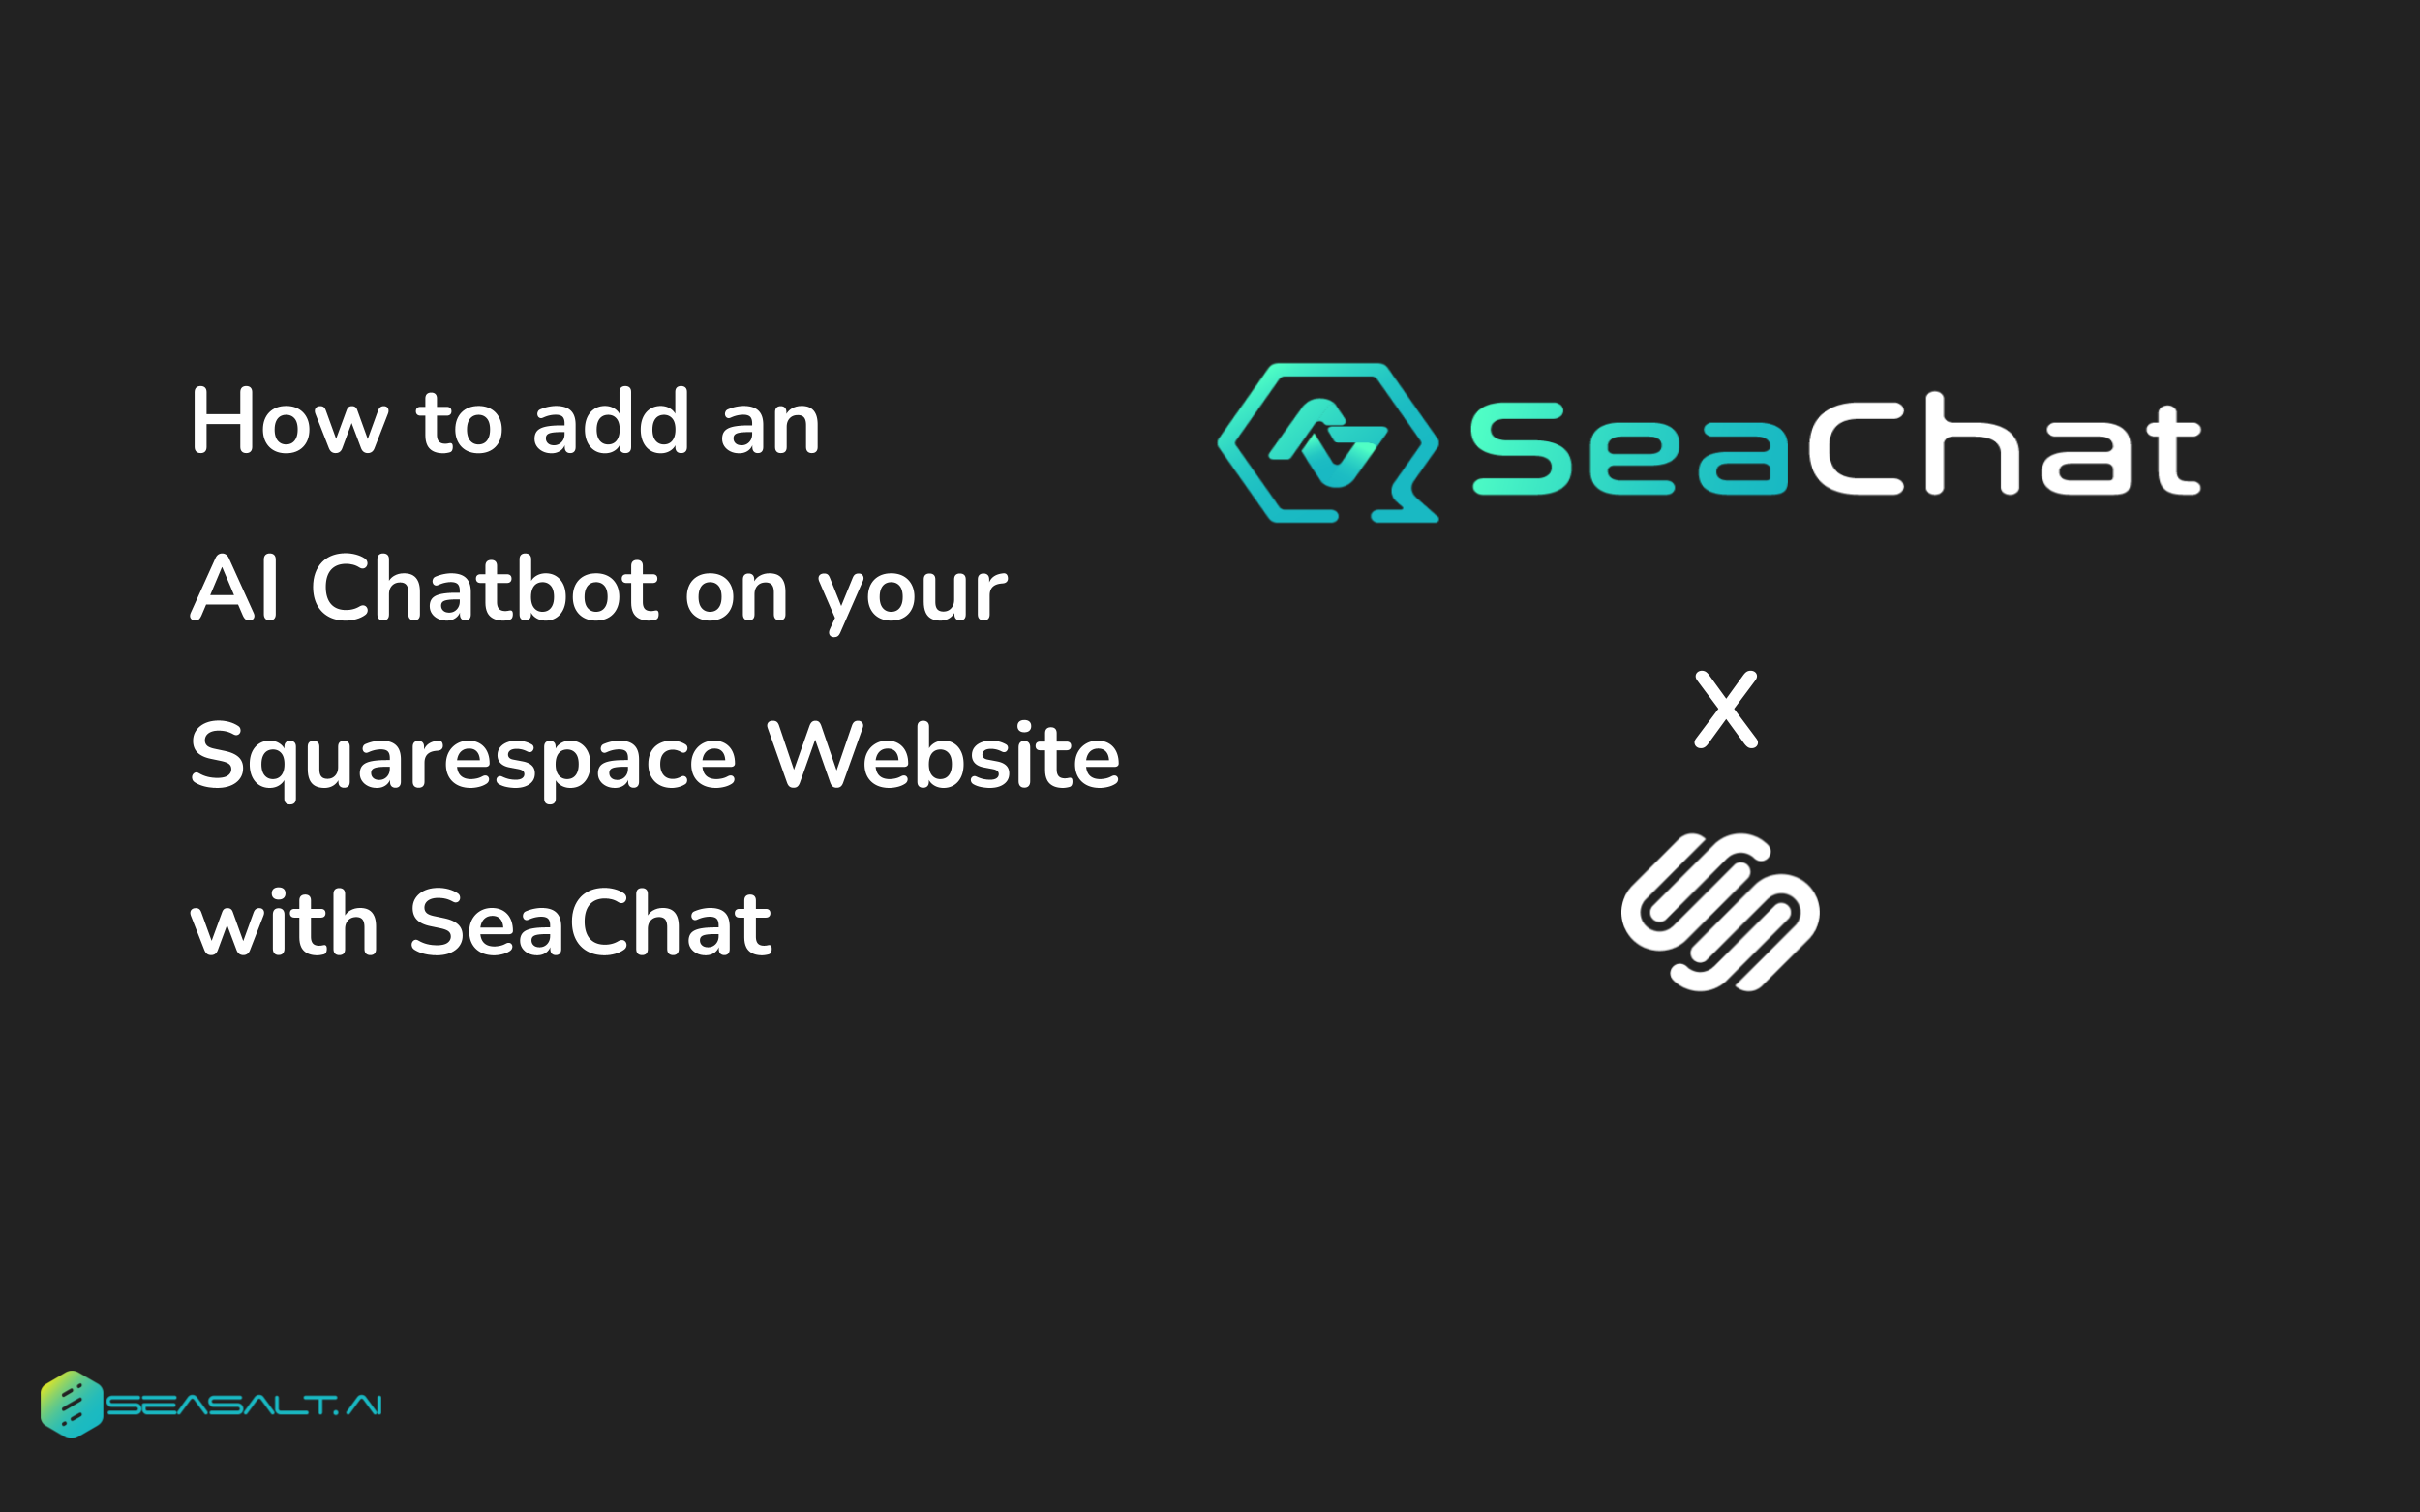 How to add an
AI Chatbot on your
Squarespace Website
with SeaChat
SeaChat
X
SEASALT.AI